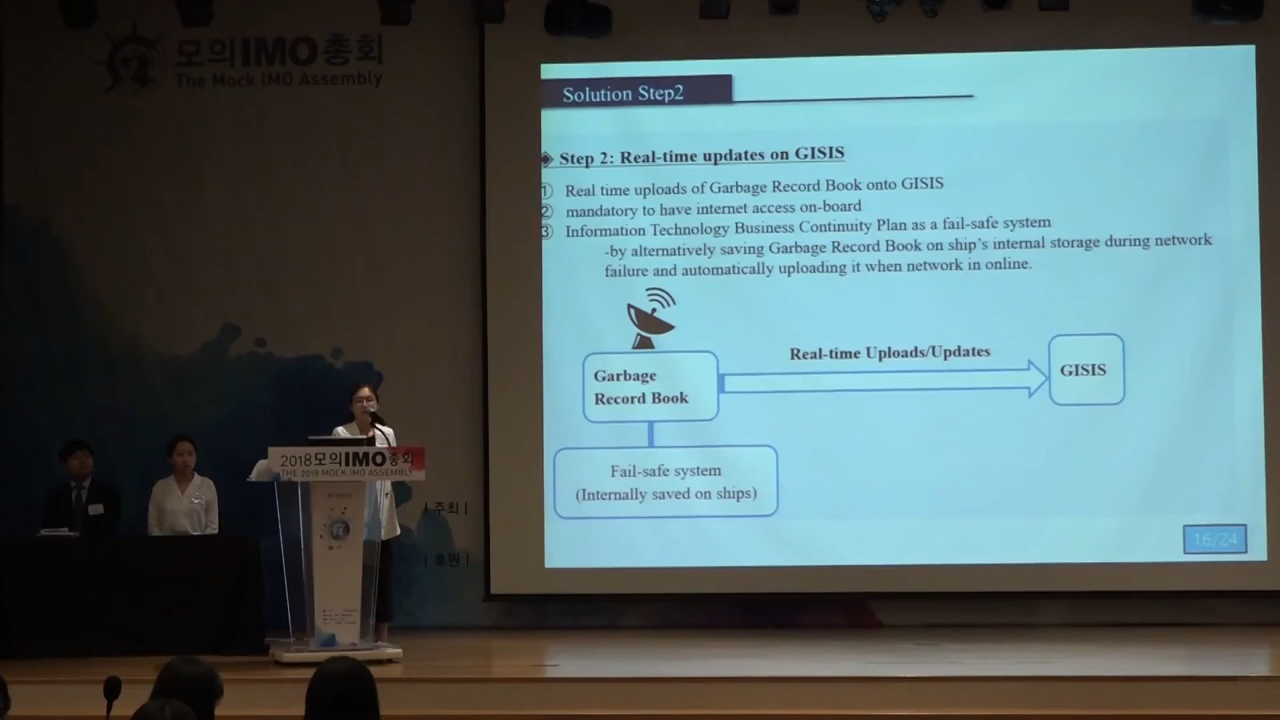 모의IMO총회
The Mock IMO Assembly
Solution Step2
◈ Step 2: Real-time updates on GISIS
① Real time uploads of Garbage Record Book onto GISIS
② mandatory to have internet access on-board
③ Information Technology Business Continuity Plan as a fail-safe system
-by alternatively saving Garbage Record Book on ship's internal storage during network
failure and automatically uploading it when network in online.
Real-time Uploads/Updates
Garbage
Record Book
GISIS
Fail-safe system
(Internally saved on ships)
16/24
2018모의IMO총회
THE 2018 MOCK IMO ASSEMBLY
| 주최 |
| 후원 |